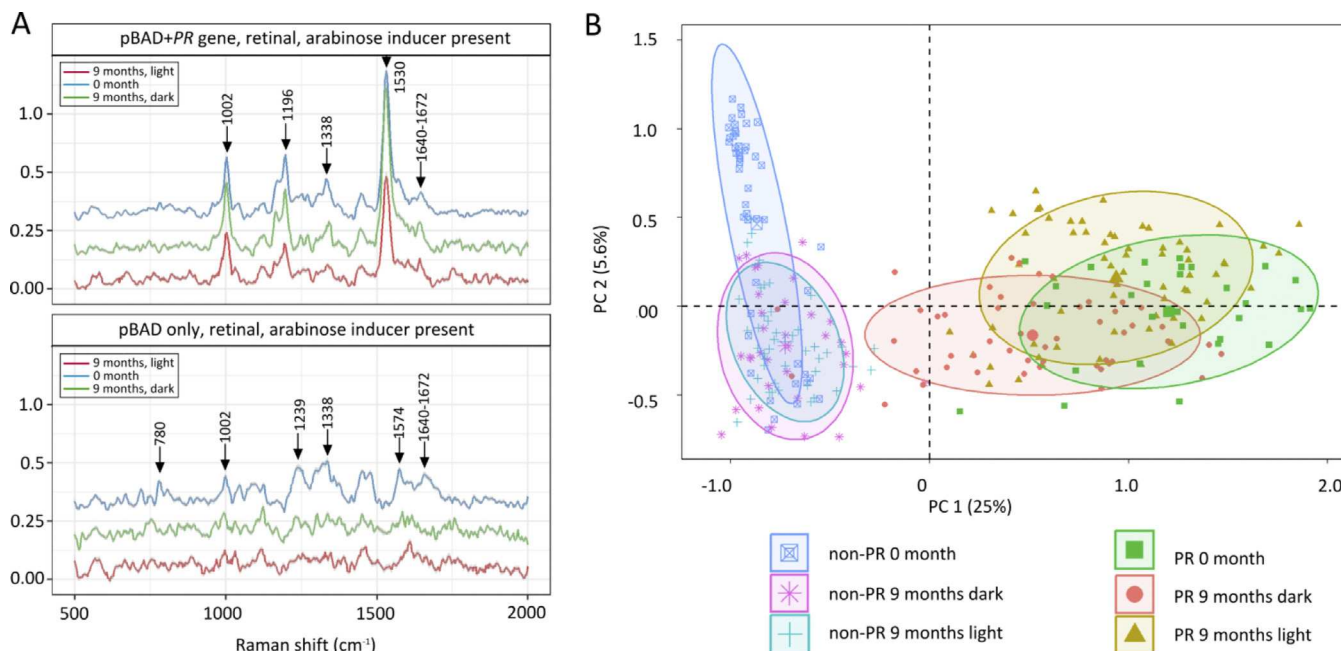 A
pBAD+PR gene, retinal, arabinose inducer present
9 months, light
0 month
9 months, dark
1002
1196
1338
1530
1640-1672
1.0
0.5
0.25
0.00
pBAD only, retinal, arabinose inducer present
9 months, light
0 month
9 months, dark
780
1002
1239
1338
1574
1640-1672
1.0
0.5
0.25
0.00
500
1000
1500
2000
Raman shift (cm⁻¹)
B
1.5
1.0
0.5
.00
-0.5
PC 2 (5.6%)
-1.0
0
1.0
2.0
PC 1 (25%)
non-PR 0 month
non-PR 9 months dark
non-PR 9 months light
PR 0 month
PR 9 months dark
PR 9 months light